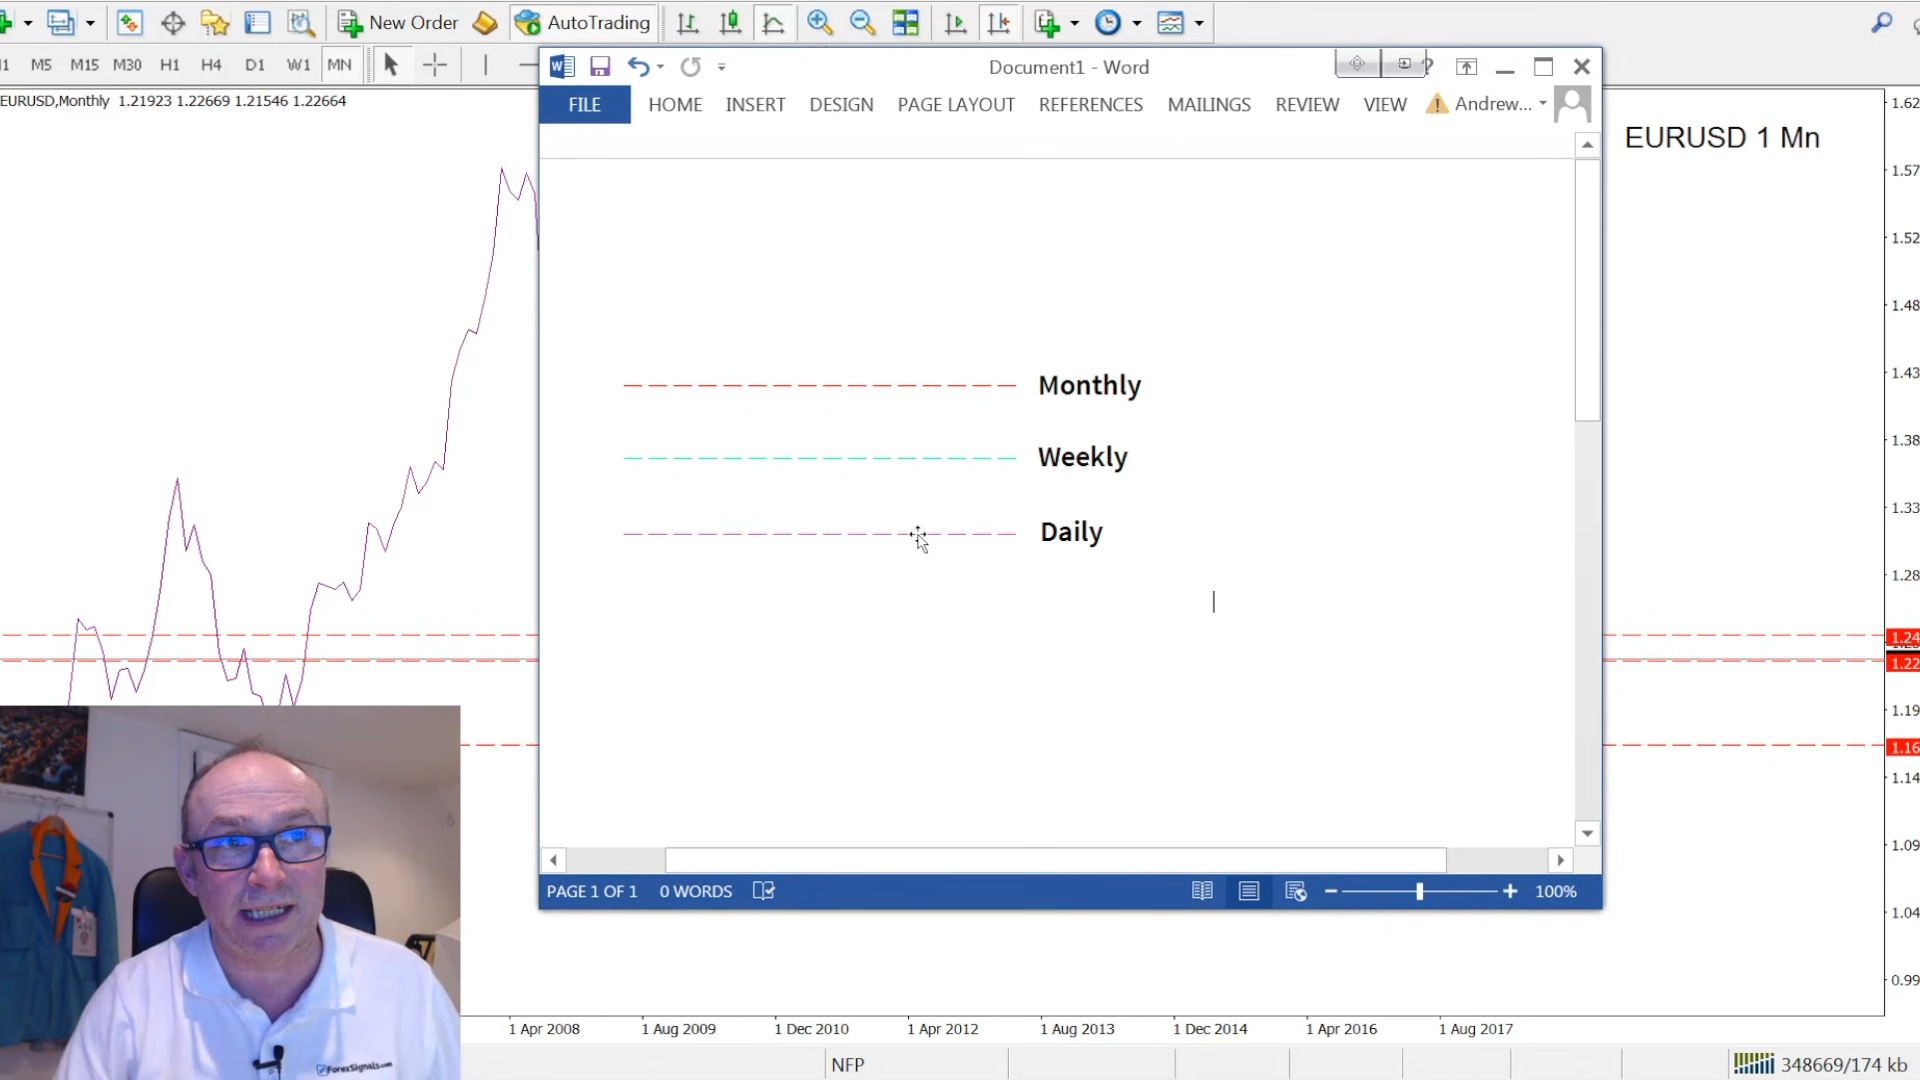 New Order
AutoTrading
M5 M15 M30 H1 H4 D1 W1 MN
Document1 - Word
FILE HOME INSERT DESIGN PAGE LAYOUT REFERENCES MAILINGS REVIEW VIEW Andrew...
EURUSD,Monthly 1.21923 1.22669 1.21546 1.22664
EURUSD 1 Mn
1.62
1.57
1.52
1.48
1.43
1.38
1.33
1.28
1.24
1.22
1.19
1.16
1.14
1.09
1.04
0.99
Monthly
Weekly
Daily
PAGE 1 OF 1 0 WORDS 100%
ForexSignals.com
1 Apr 2008 1 Aug 2009 1 Dec 2010 1 Apr 2012 1 Aug 2013 1 Dec 2014 1 Apr 2016 1 Aug 2017
NFP
348669/174 kb